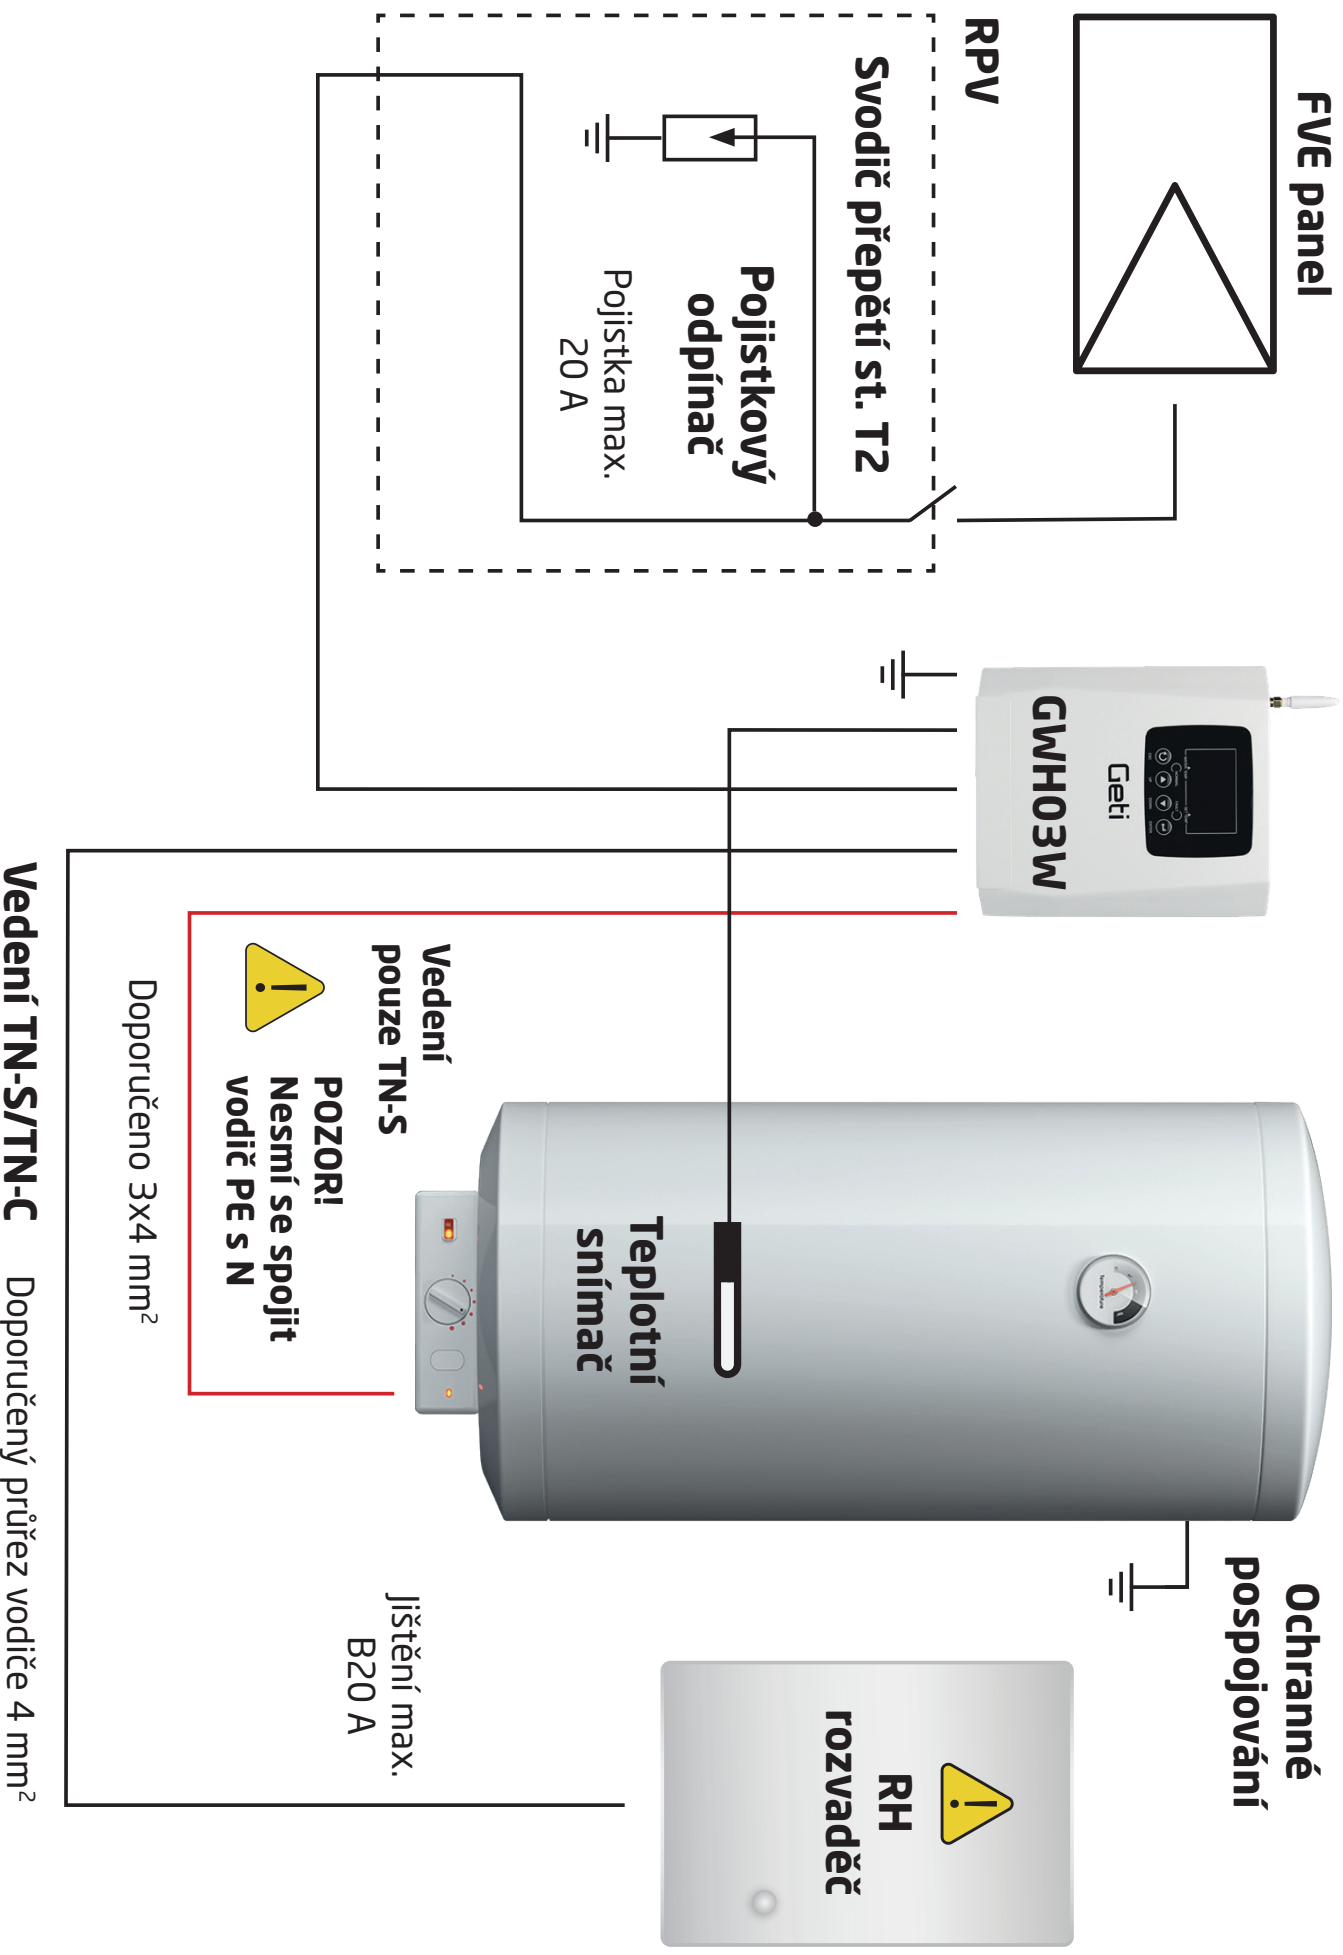 FVE panel
RPV
Svodič přepětí st. T2
Pojistkový
odpínač
Pojistka max.
20 A
Geti
GWH03W
Vedení
pouze TN-S
POZOR!
Nesmí se spojit
vodič PE s N
Doporučeno 3x4 mm²
Teplotní
snímač
Temperature
Ochranné
pospojování
RH
rozvaděč
Jištění max.
B20 A
Vedení TN-S/TN-C Doporučený průřez vodiče 4 mm²